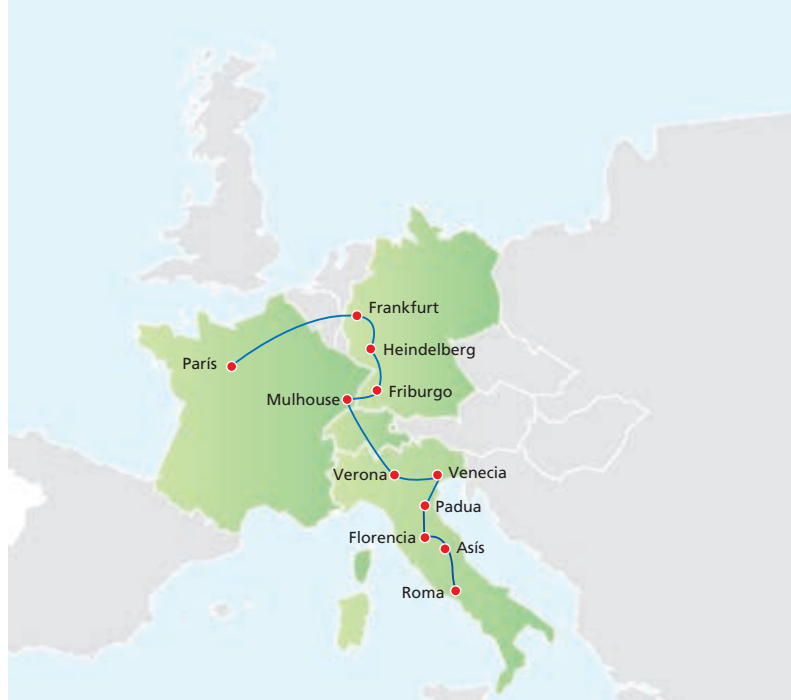 Frankfurt
Heindelberg
París
Friburgo
Mulhouse
Verona
Venecia
Padua
Florencia
Asís
Roma